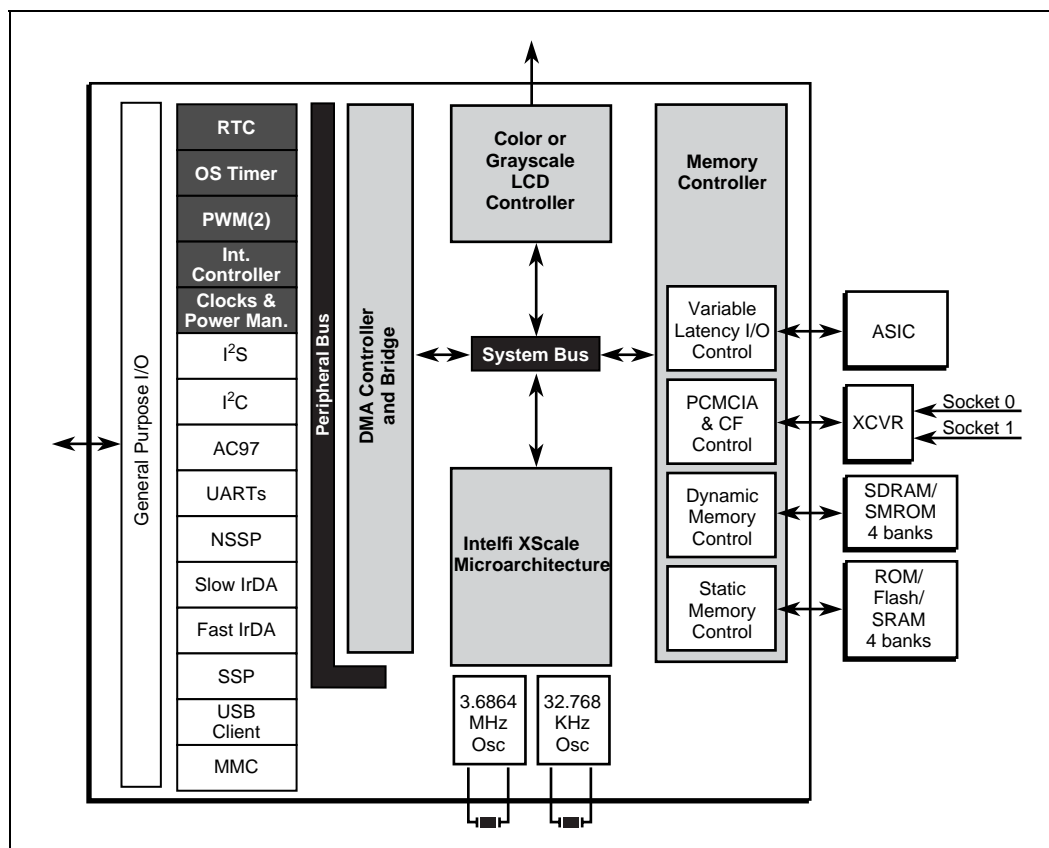 General Purpose I/O
RTC
OS Timer
PWM(2)
Int.
Controller
Clocks &
Power Man.
I²S
I²C
AC97
UARTs
NSSP
Slow IrDA
Fast IrDA
SSP
USB
Client
MMC
Peripheral Bus
DMA Controller
and Bridge
Color or
Grayscale
LCD
Controller
System Bus
Intelfi XScale
Microarchitecture
3.6864
MHz
Osc
32.768
KHz
Osc
Memory
Controller
Variable
Latency I/O
Control
PCMCIA
& CF
Control
Dynamic
Memory
Control
Static
Memory
Control
ASIC
XCVR
Socket 0
Socket 1
SDRAM/
SMROM
4 banks
ROM/
Flash/
SRAM
4 banks